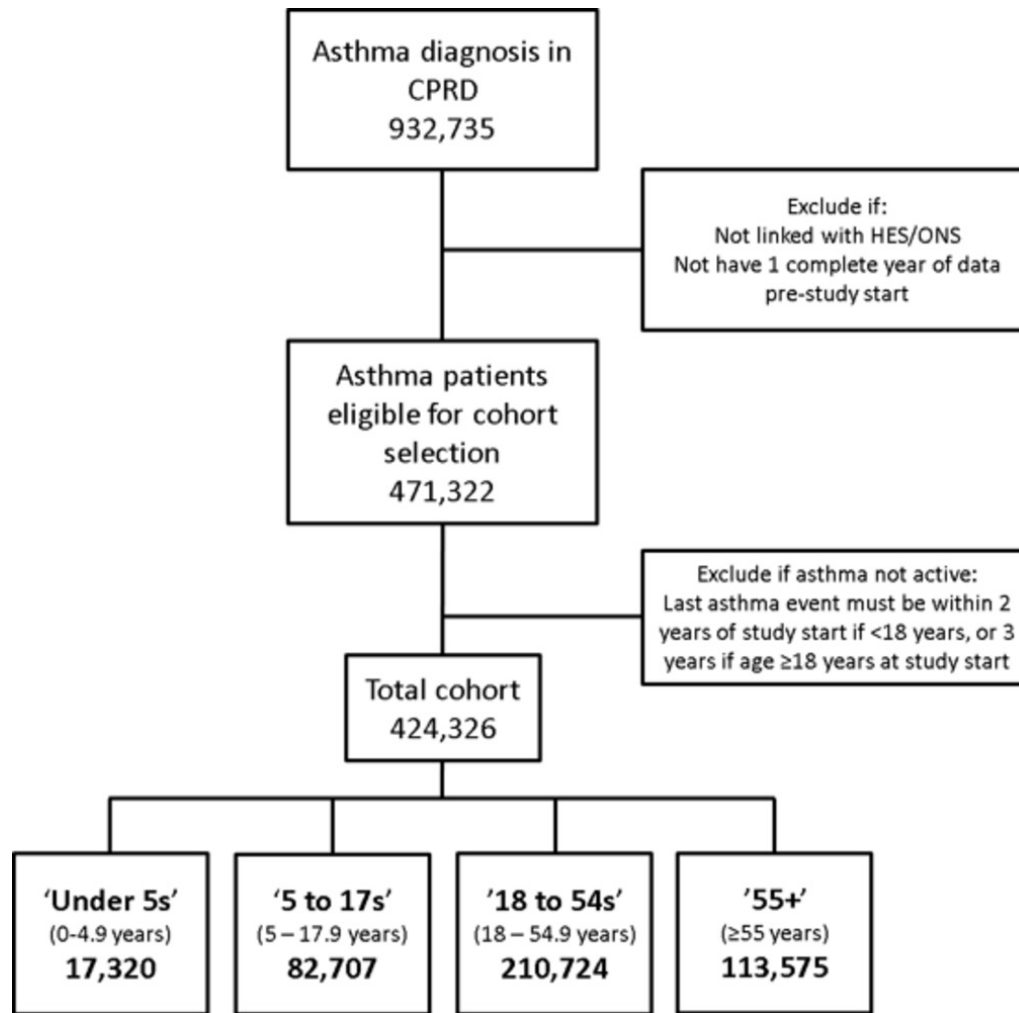 Asthma diagnosis in
CPRD
932,735
Exclude if:
Not linked with HES/ONS
Not have 1 complete year of data
pre-study start
Asthma patients
eligible for cohort
selection
471,322
Exclude if asthma not active:
Last asthma event must be within 2
years of study start if <18 years, or 3
years if age ≥18 years at study start
Total cohort
424,326
‘Under 5s’
(0-4.9 years)
17,320
‘5 to 17s’
(5 – 17.9 years)
82,707
’18 to 54s’
(18 – 54.9 years)
210,724
’55+’
(≥55 years)
113,575